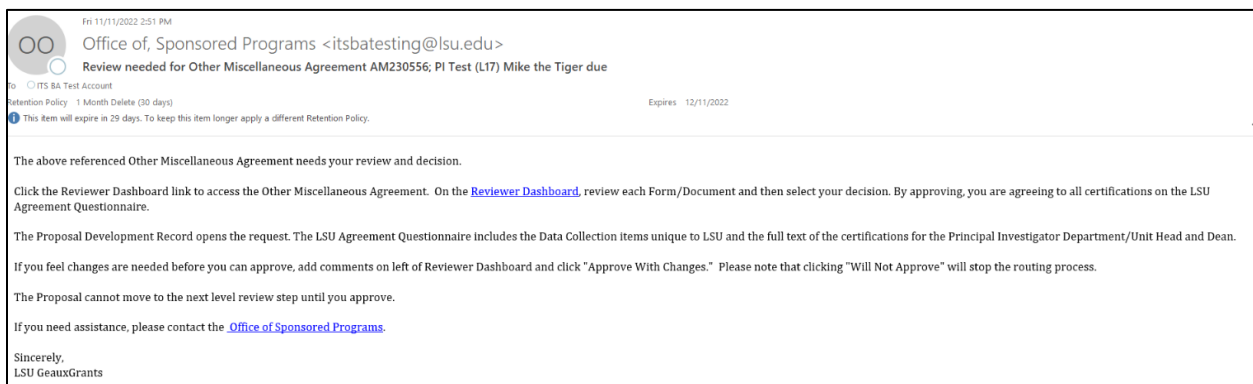 Fri 11/11/2022 2:51 PM
OO
Office of, Sponsored Programs <itsbatesting@lsu.edu>
Review needed for Other Miscellaneous Agreement AM230556; PI Test (L17) Mike the Tiger due
To ITS BA Test Account
Retention Policy 1 Month Delete (30 days) Expires 12/11/2022
This item will expire in 29 days. To keep this item longer apply a different Retention Policy.
The above referenced Other Miscellaneous Agreement needs your review and decision.
Click the Reviewer Dashboard link to access the Other Miscellaneous Agreement. On the Reviewer Dashboard, review each Form/Document and then select your decision. By approving, you are agreeing to all certifications on the LSU
Agreement Questionnaire.
The Proposal Development Record opens the request. The LSU Agreement Questionnaire includes the Data Collection items unique to LSU and the full text of the certifications for the Principal Investigator Department/Unit Head and Dean.
If you feel changes are needed before you can approve, add comments on left of Reviewer Dashboard and click "Approve With Changes." Please note that clicking "Will Not Approve" will stop the routing process.
The Proposal cannot move to the next level review step until you approve.
If you need assistance, please contact the Office of Sponsored Programs.
Sincerely,
LSU GeauxGrants